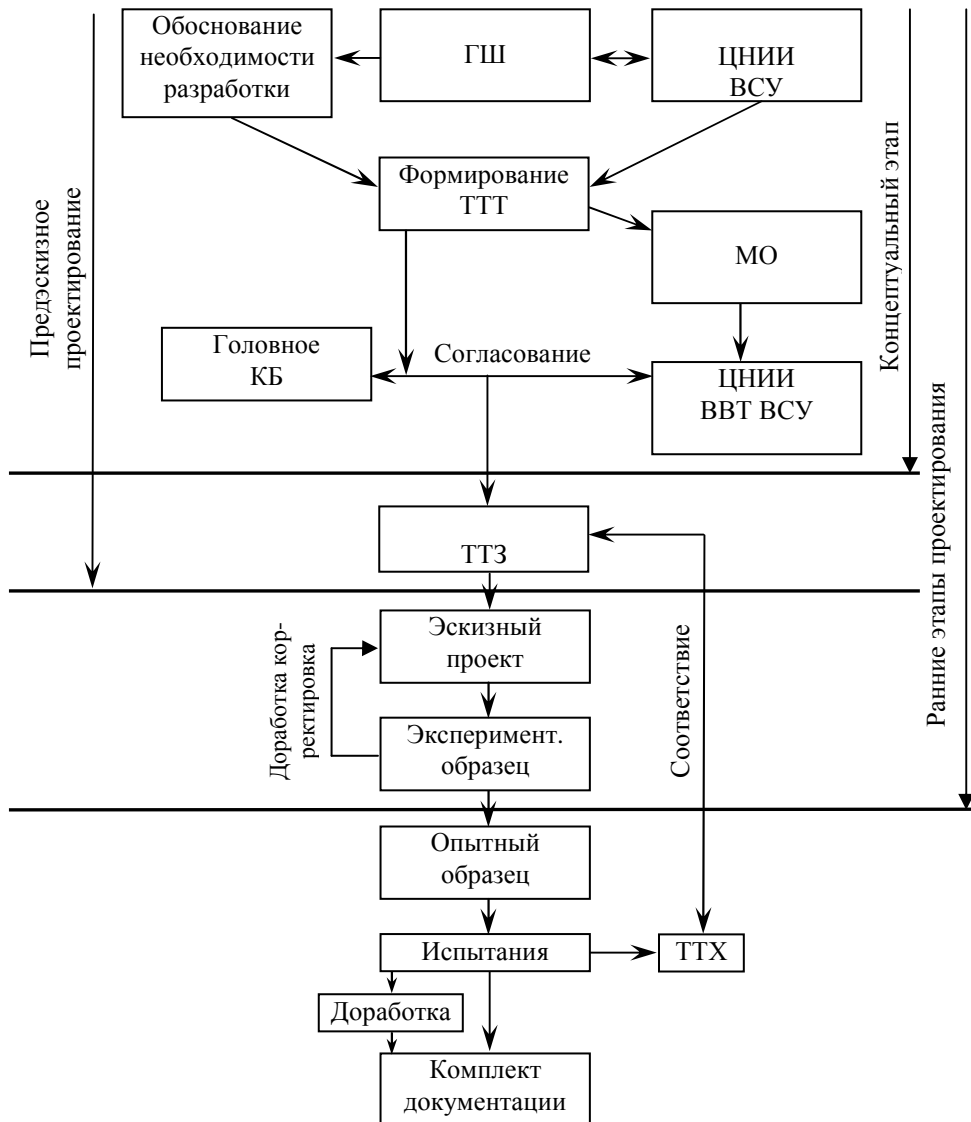 Обоснование
необходимости
разработки
ГШ
ЦНИИ
ВСУ
Формирование
ТТТ
МО
Предэскизное
проектирование
Концептуальный этап
Головное
КБ
Согласование
ЦНИИ
ВВТ ВСУ
Ранние этапы проектирования
ТТЗ
Эскизный
проект
Доработка кор-
ректировка
Соответствие
Эксперимент.
образец
Опытный
образец
Испытания
ТТХ
Доработка
Комплект
документации